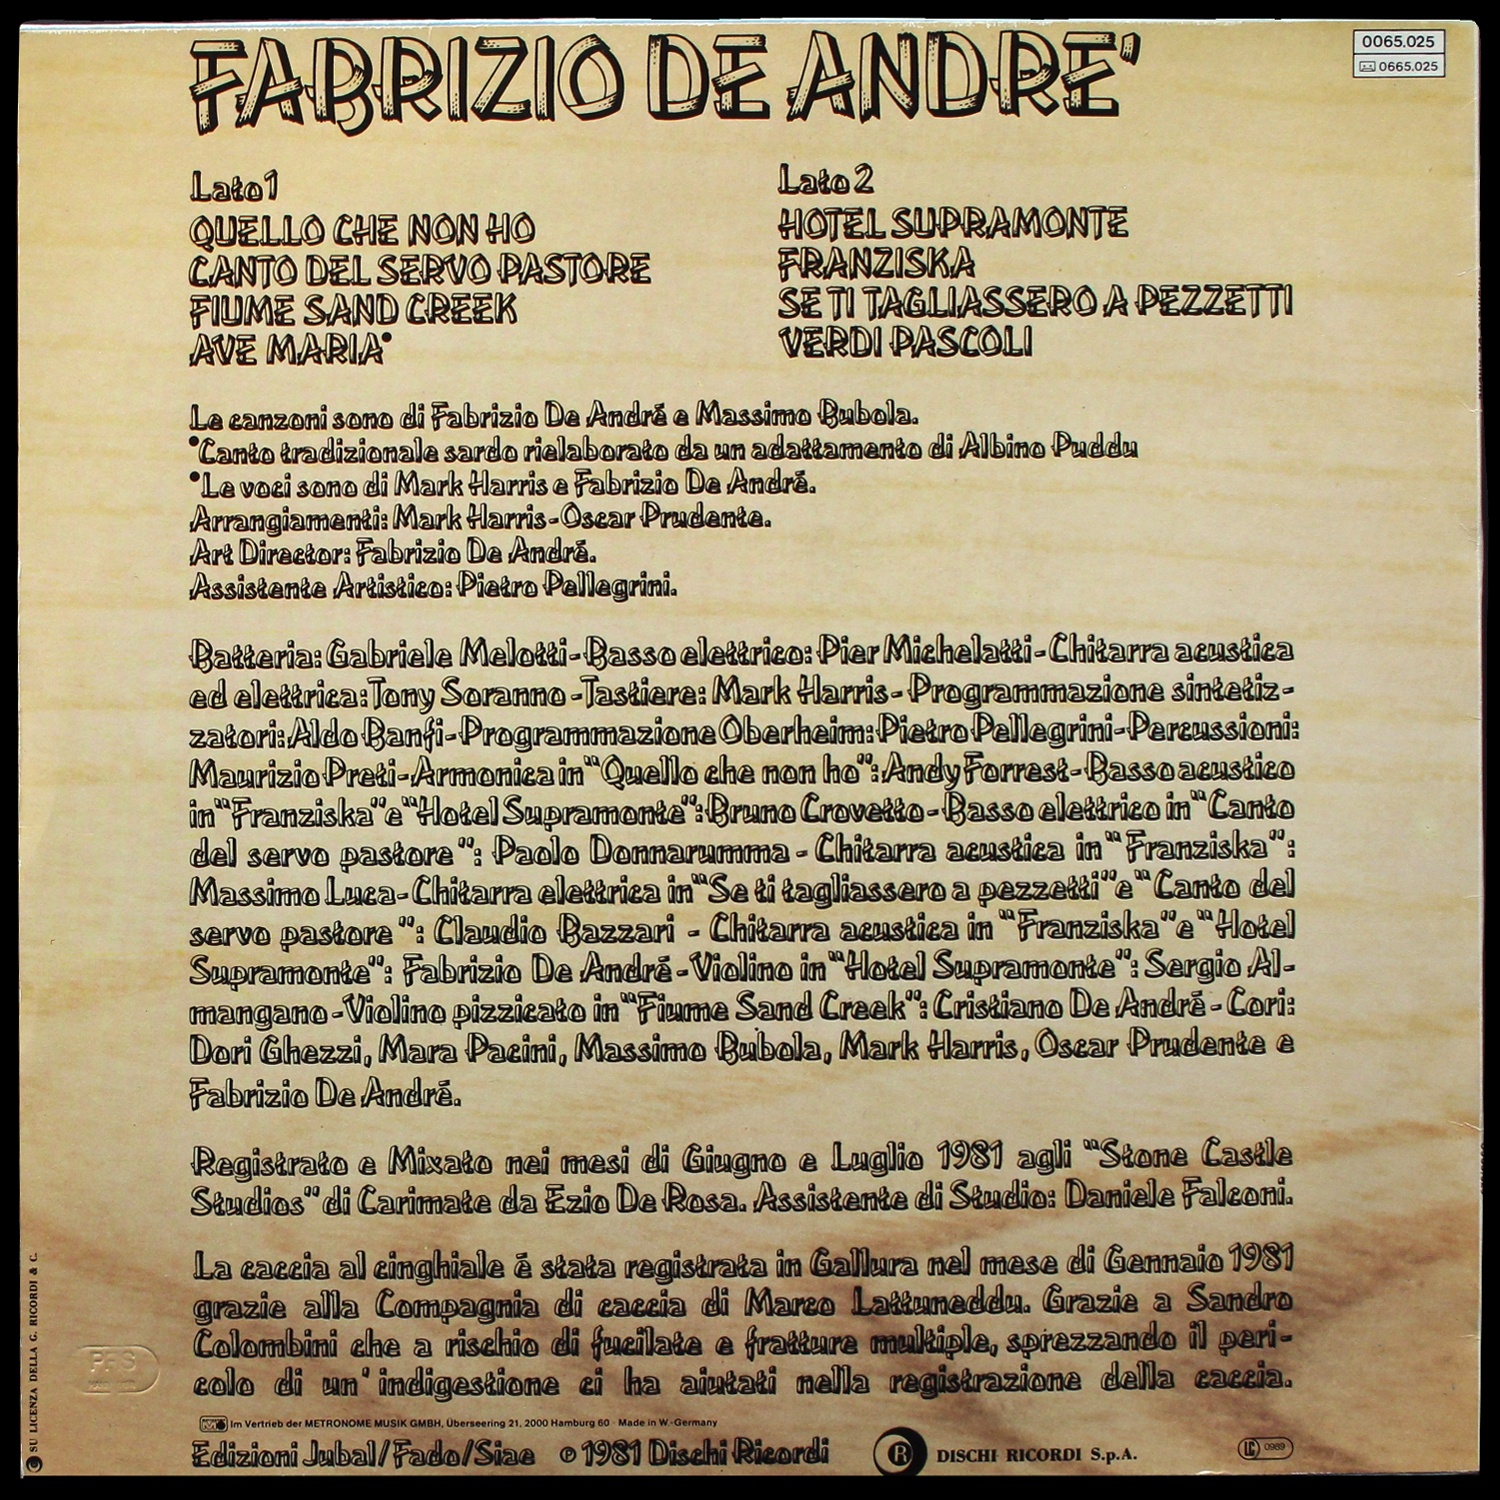 FABRIZIO DE ANDRE'
0065.025
0665.025
Lato 1
QUELLO CHE NON HO
CANTO DEL SERVO PASTORE
FIUME SAND CREEK
AVE MARIA•
Lato 2
HOTEL SUPRAMONTE
FRANZISKA
SE TI TAGLIASSERO A PEZZETTI
VERDI PASCOLI
Le canzoni sono di Fabrizio De André e Massimo Bubola.
•Canto tradizionale sardo rielaborato da un adattamento di Albino Puddu
•Le voci sono di Mark Harris e Fabrizio De André.
Arrangiamenti: Mark Harris-Oscar Prudente.
Art Director: Fabrizio De André.
Assistente Artistico: Pietro Pellegrini.
Batteria: Gabriele Melotti-Basso elettrico: Pier Michelatti-Chitarra acustica
ed elettrica: Tony Soranno-Tastiere: Mark Harris-Programmazione sintetiz-
zatori: Aldo Banfi-Programmazione Oberheim: Pietro Pellegrini-Percussioni:
Maurizio Preti-Armonica in "Quello che non ho": Andy Forrest-Basso acustico
in "Franziska" e "Hotel Supramonte": Bruno Crovetto-Basso elettrico in "Canto
del servo pastore": Paolo Donnarumma - Chitarra acustica in "Franziska":
Massimo Luca-Chitarra elettrica in "Se ti tagliassero a pezzetti" e "Canto del
servo pastore": Claudio Bazzari - Chitarra acustica in "Franziska" e "Hotel
Supramonte": Fabrizio De André-Violino in "Hotel Supramonte": Sergio Al-
mangano-Violino pizzicato in "Fiume Sand Creek": Cristiano De André-Cori:
Dori Ghezzi, Mara Pacini, Massimo Bubola, Mark Harris, Oscar Prudente e
Fabrizio De André.
Registrato e Mixato nei mesi di Giugno e Luglio 1981 agli "Stone Castle
Studios" di Carimate da Ezio De Rosa. Assistente di Studio: Daniele Falconi.
La caccia al cinghiale é stata registrata in Gallura nel mese di Gennaio 1981
grazie alla Compagnia di caccia di Marco Lattuneddu. Grazie a Sandro
Colombini che a rischio di fucilate e fratture multiple, sprezzando il peri-
colo di un' indigestione ci ha aiutati nella registrazione della caccia.
Im Vertrieb der METRONOME MUSIK GMBH, Überseering 21, 2000 Hamburg 60 · Made in W.-Germany
Edizioni Jubal/Fado/Siae ℗ 1981 Dischi Ricordi
R DISCHI RICORDI S.p.A.
LC 0989
SU LICENZA DELLA G. RICORDI & C.
PRS